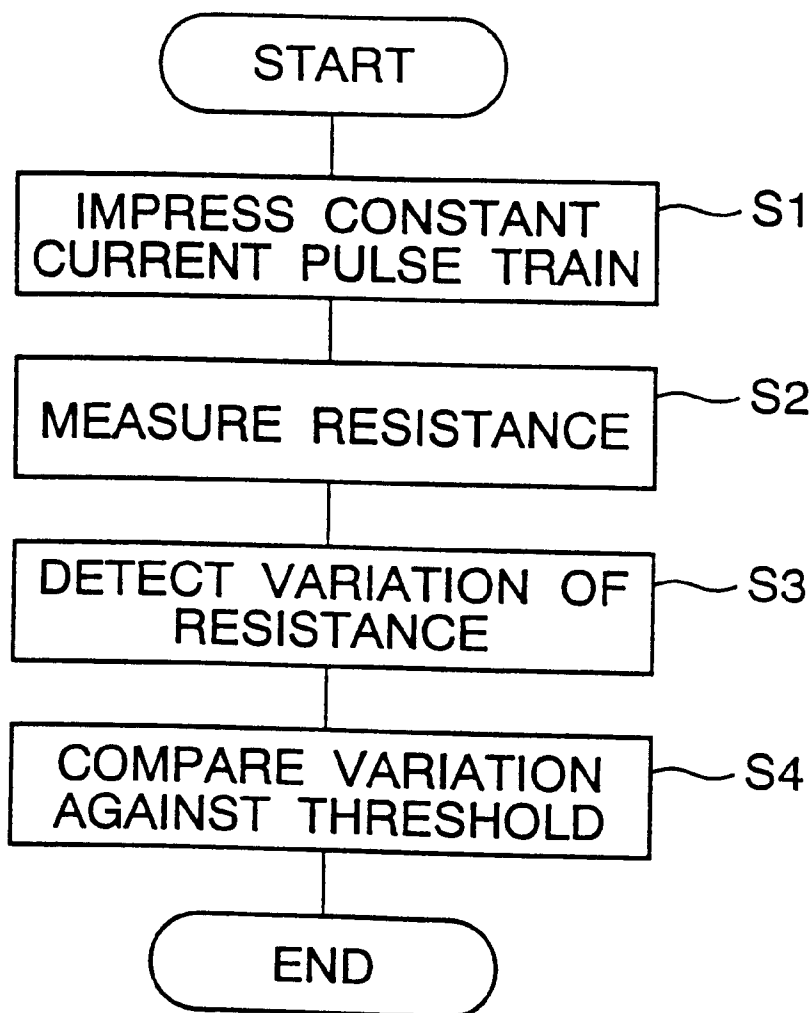 START
IMPRESS CONSTANT
CURRENT PULSE TRAIN
S1
MEASURE RESISTANCE
S2
DETECT VARIATION OF
RESISTANCE
S3
COMPARE VARIATION
AGAINST THRESHOLD
S4
END